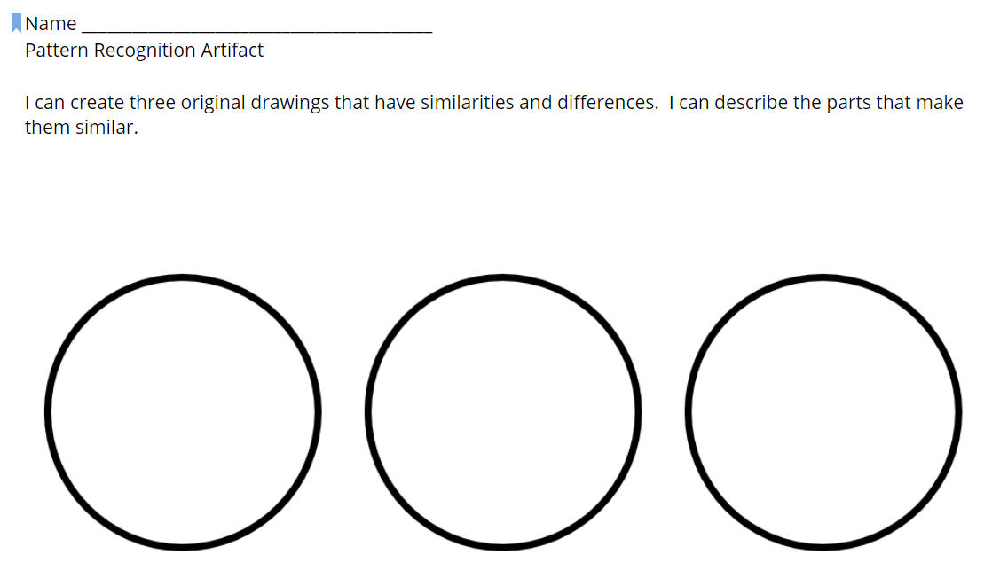 Name ___________________________________
Pattern Recognition Artifact
I can create three original drawings that have similarities and differences.  I can describe the parts that make
them similar.